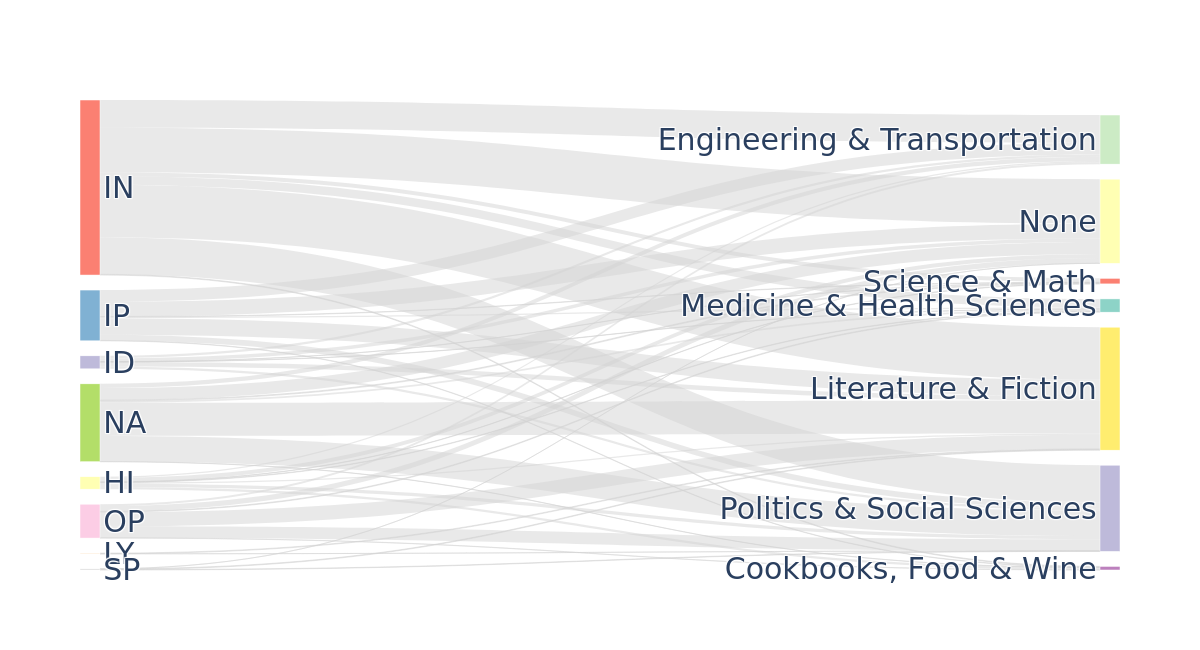 IN
IP
ID
NA
HI
OP
LY
SP
Engineering & Transportation
None
Science & Math
Medicine & Health Sciences
Literature & Fiction
Politics & Social Sciences
Cookbooks, Food & Wine